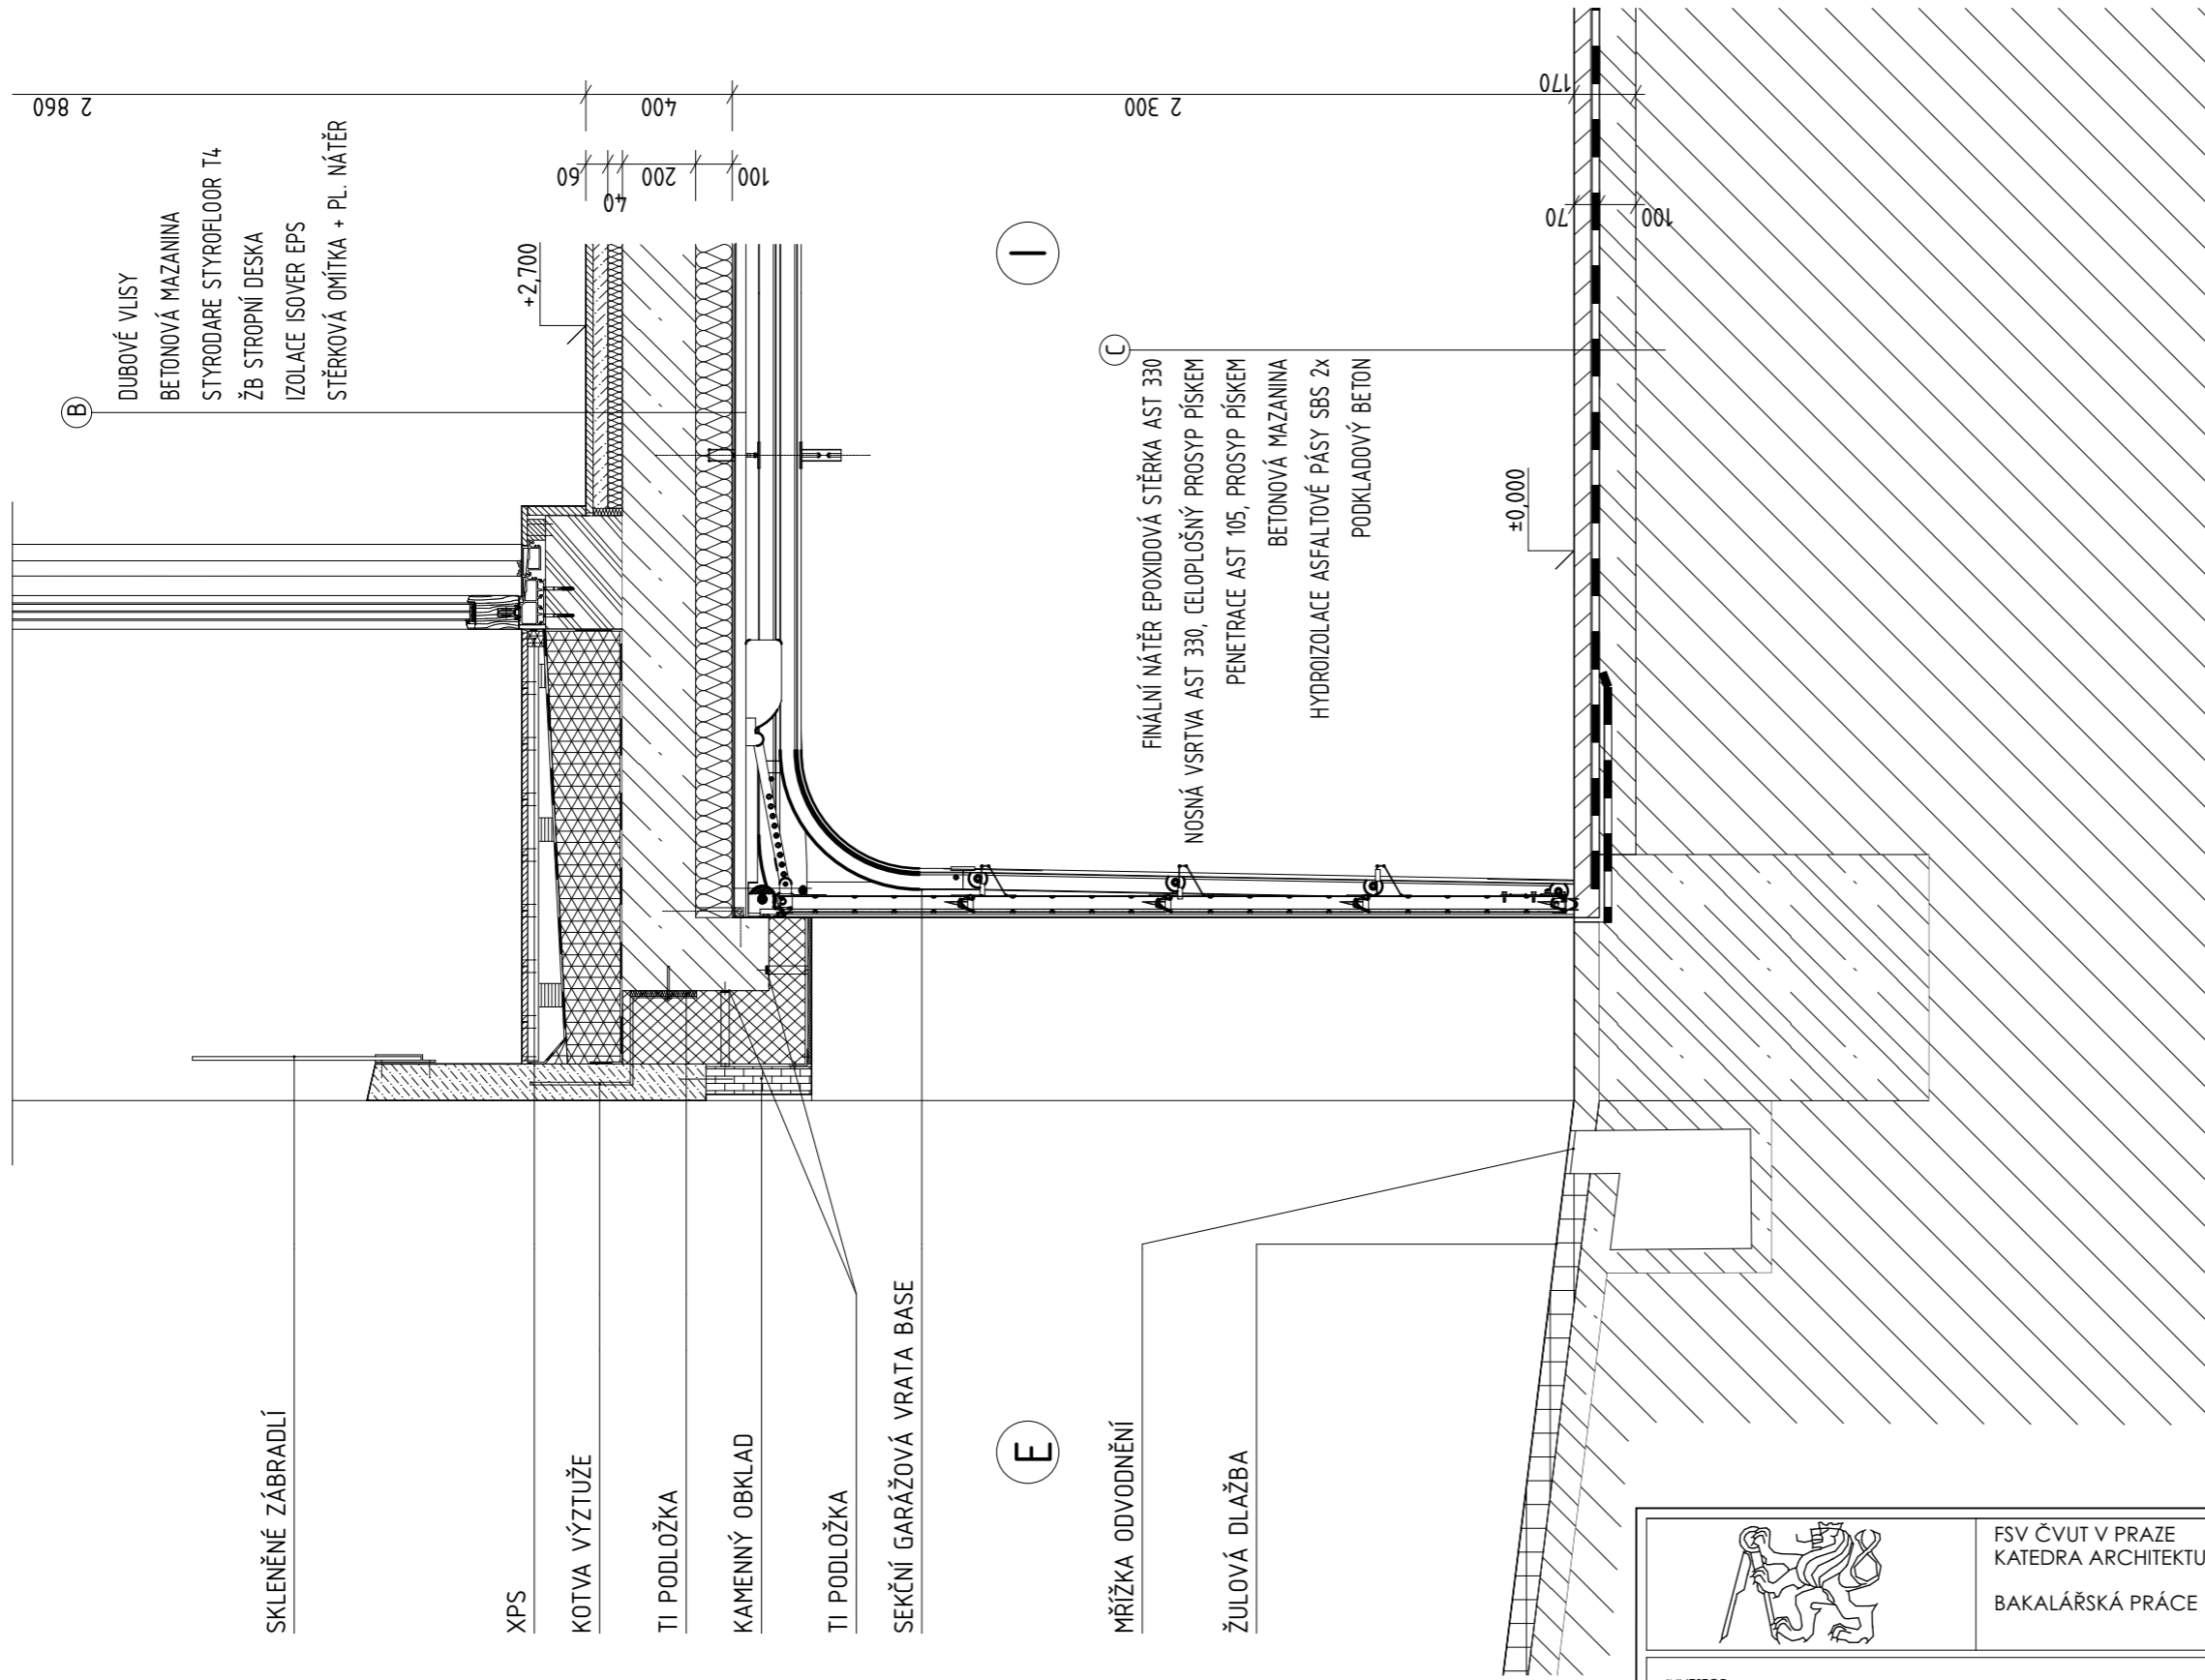 2 860
400
2 300
170
60
40
200
100
70
100
B
DUBOVÉ VLISY
BETONOVÁ MAZANINA
STYRODARE STYROFLOOR T4
ŽB STROPNÍ DESKA
IZOLACE ISOVER EPS
STĚRKOVÁ OMÍTKA + PL. NÁTĚR
+2,700
I
C
FINÁLNÍ NÁTĚR EPOXIDOVÁ STĚRKA AST 330
NOSNÁ VSRTVA AST 330, CELOPLOŠNÝ PROSYP PÍSKEM
PENETRACE AST 105, PROSYP PÍSKEM
BETONOVÁ MAZANINA
HYDROIZOLACE ASFALTOVÉ PÁSY SBS 2x
PODKLADOVÝ BETON
±0,000
SKLENĚNÉ ZÁBRADLÍ
XPS
KOTVA VÝZTUŽE
TI PODLOŽKA
KAMENNÝ OBKLAD
TI PODLOŽKA
SEKČNÍ GARÁŽOVÁ VRATA BASE
E
MŘÍŽKA ODVODNĚNÍ
ŽULOVÁ DLAŽBA
FSV ČVUT V PRAZE
KATEDRA ARCHITEKTU
BAKALÁŘSKÁ PRÁCE